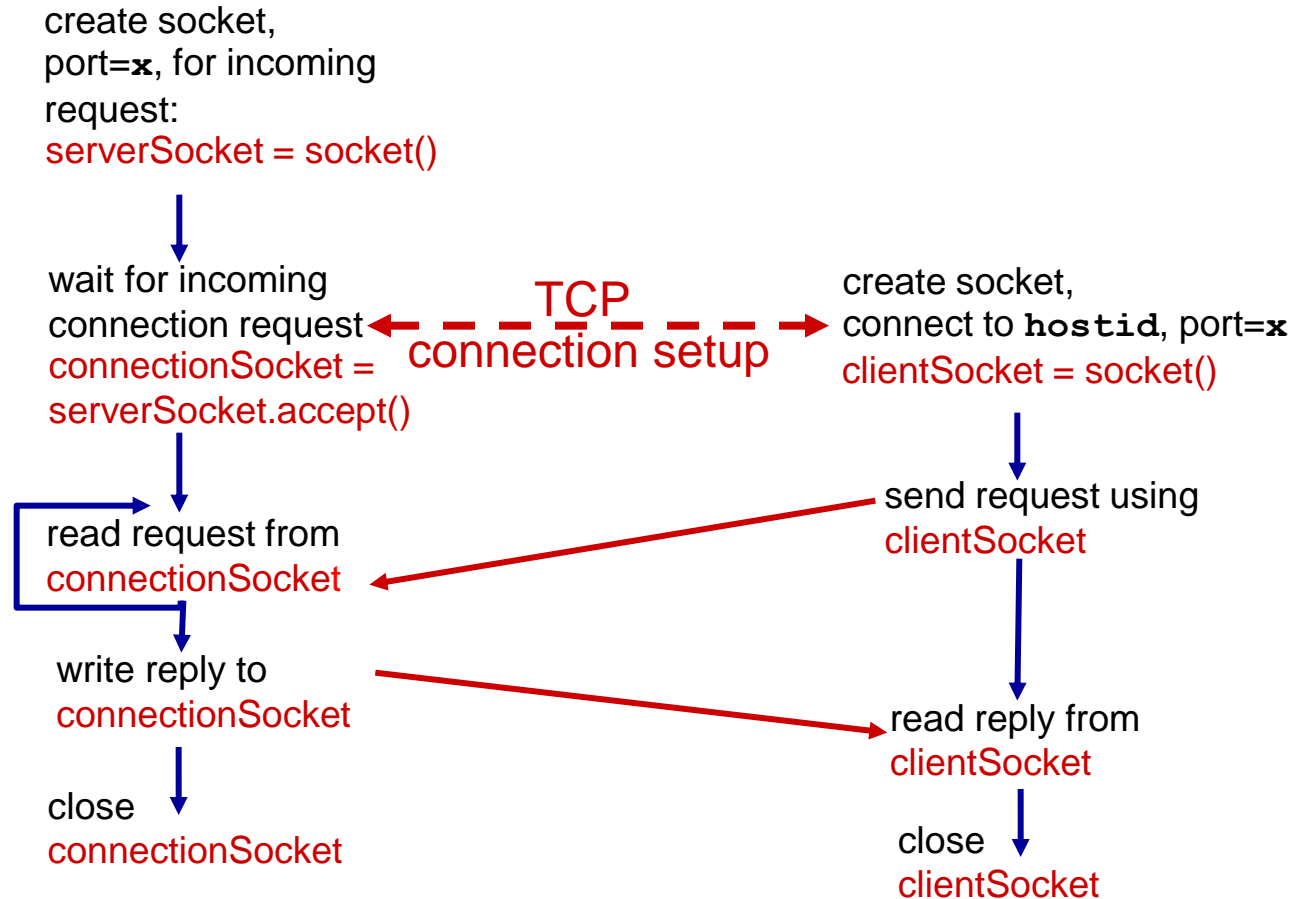 create socket,
port=x, for incoming
request:
serverSocket = socket()
wait for incoming
connection request
connectionSocket =
serverSocket.accept()
TCP
connection setup
create socket,
connect to hostid, port=x
clientSocket = socket()
read request from
connectionSocket
send request using
clientSocket
write reply to
connectionSocket
read reply from
clientSocket
close
connectionSocket
close
clientSocket